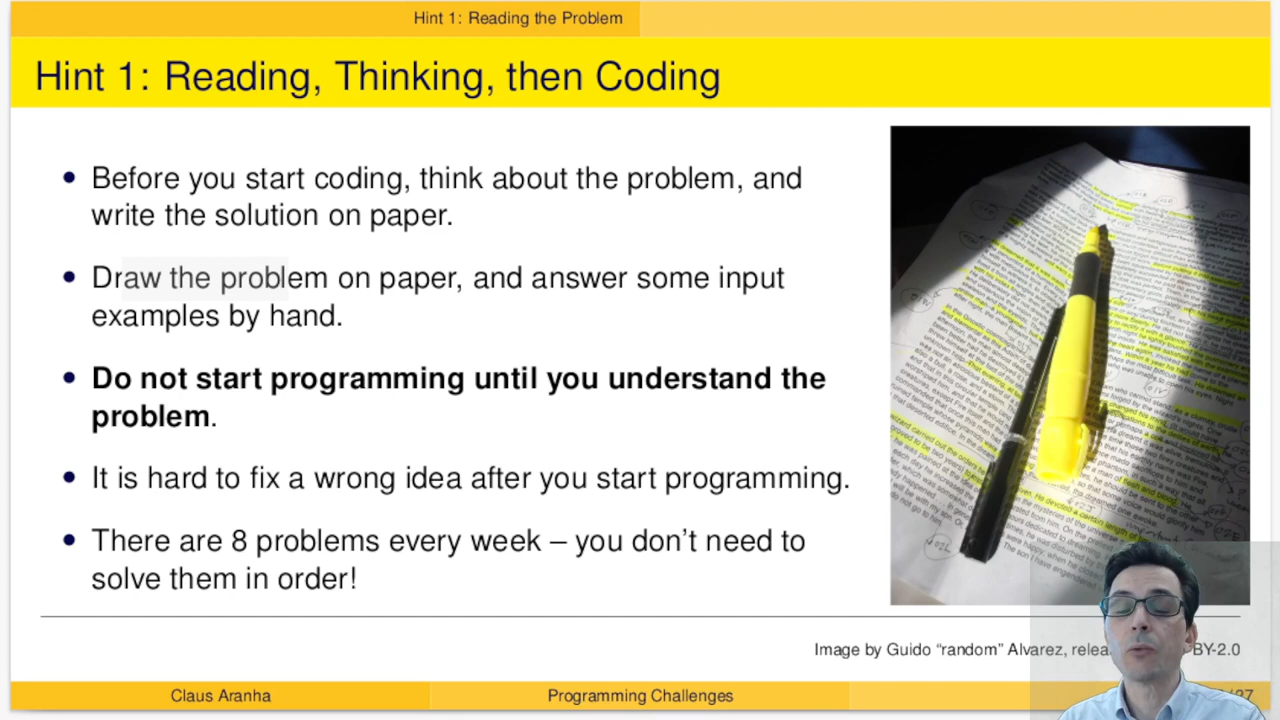 Hint 1: Reading the Problem
Hint 1: Reading, Thinking, then Coding
Before you start coding, think about the problem, and
write the solution on paper.
Draw the problem on paper, and answer some input
examples by hand.
Do not start programming until you understand the
problem.
It is hard to fix a wrong idea after you start programming.
There are 8 problems every week – you don't need to
solve them in order!
Image by Guido “random” Alvarez, BY-2.0
Claus Aranha
Programming Challenges